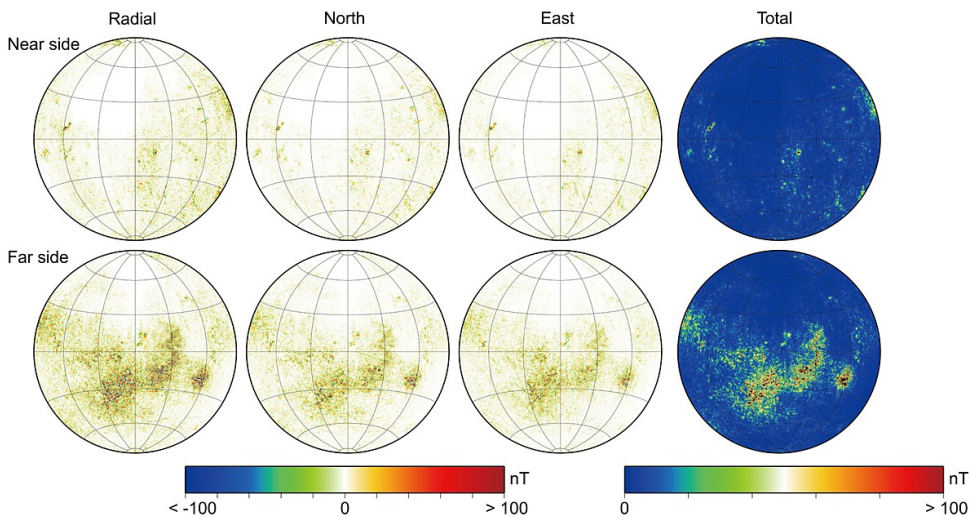 Radial North East Total
Near side
Far side
nT nT
< -100 0 > 100 0 > 100